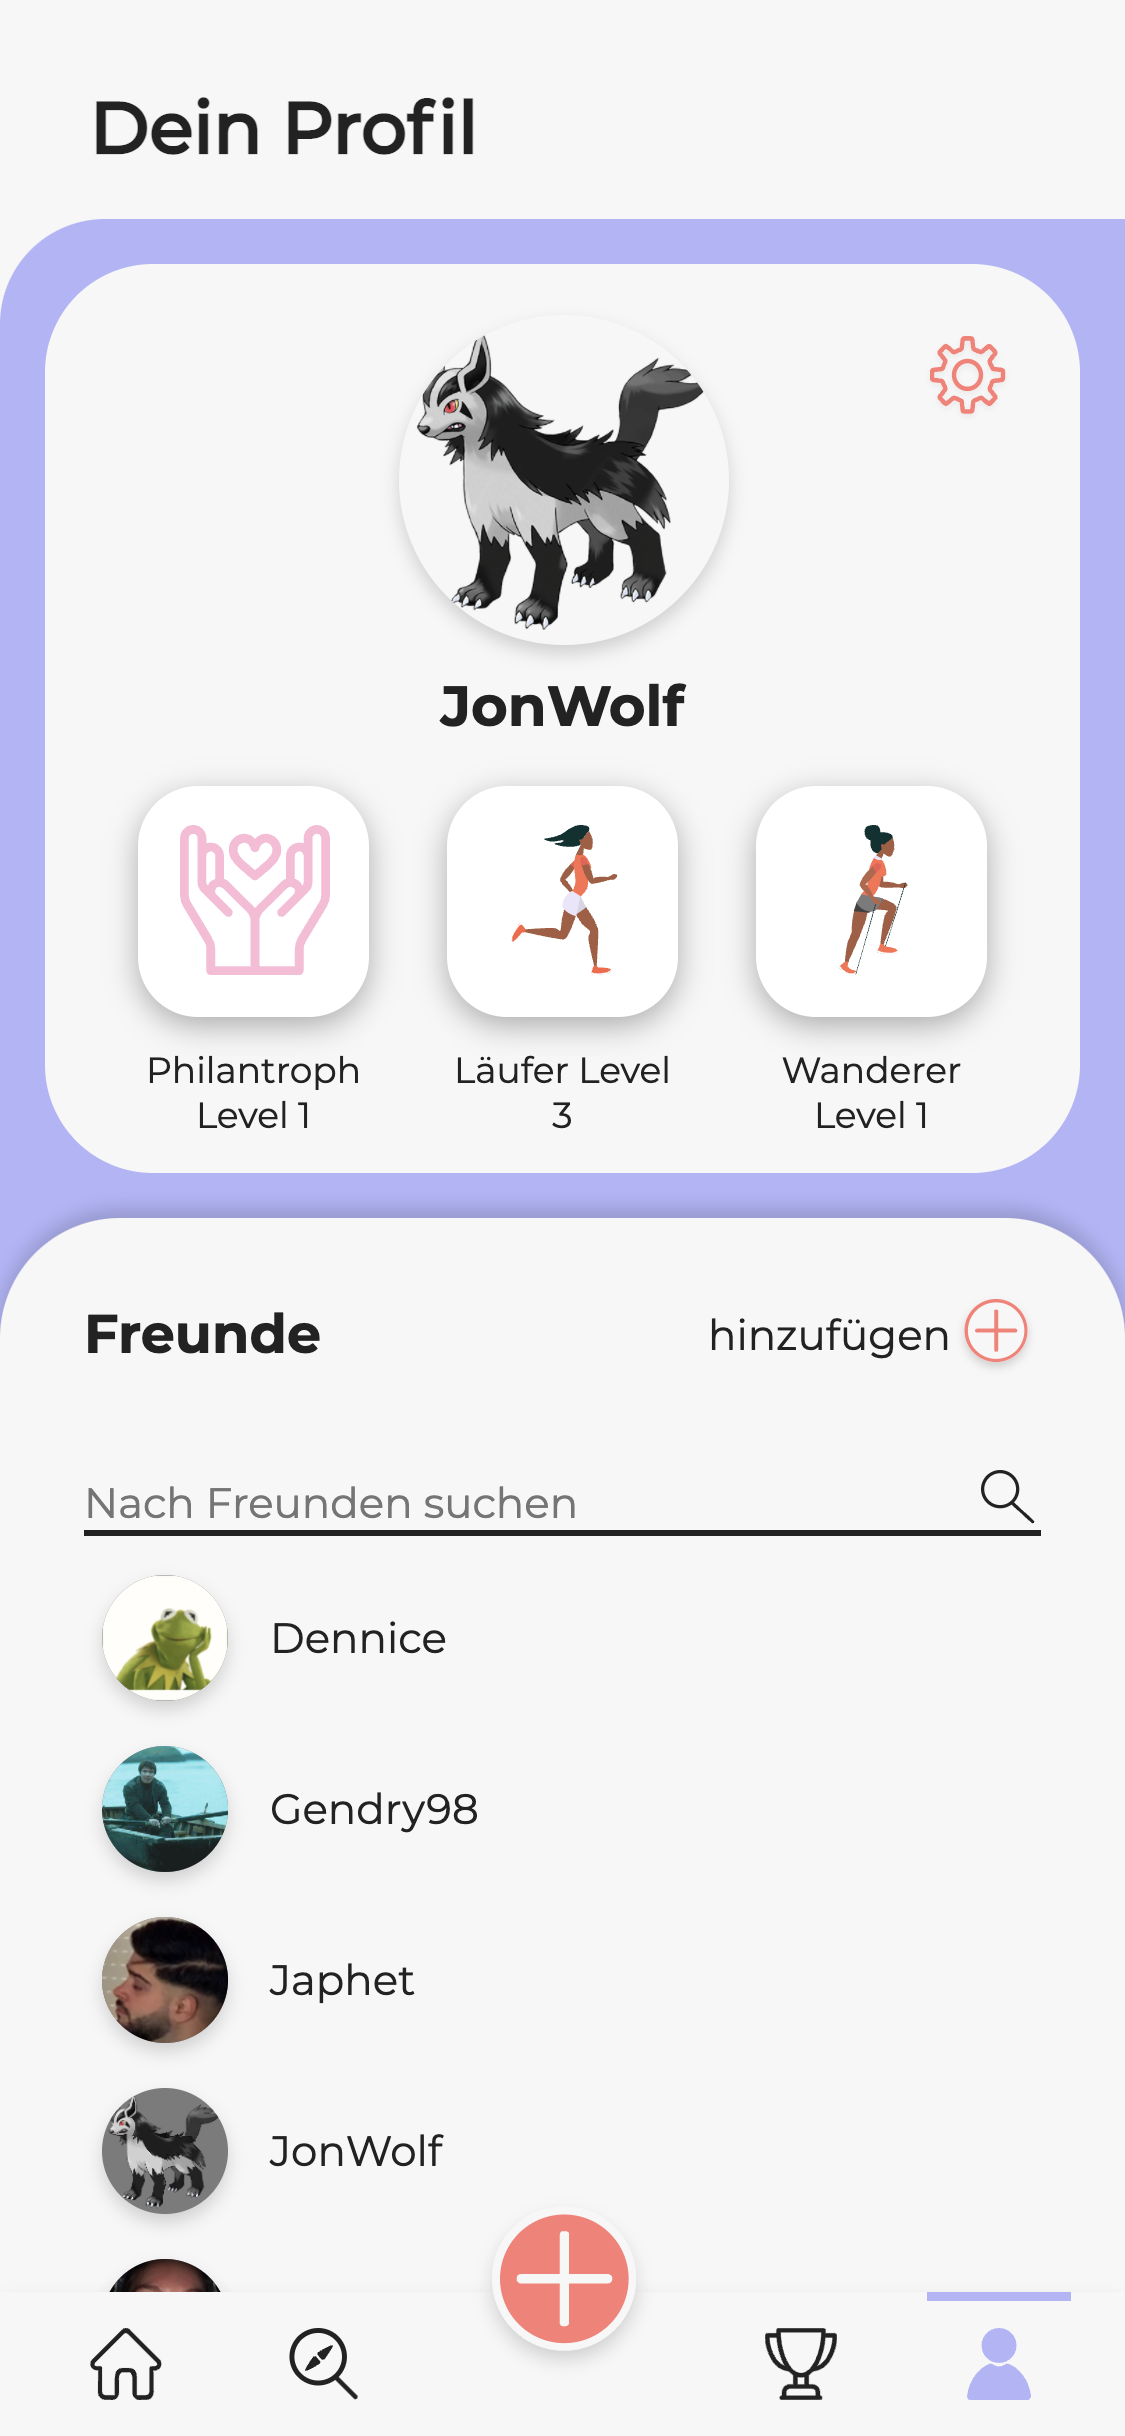 Dein Profil
JonWolf
Philantroph
Level 1
Läufer Level
3
Wanderer
Level 1
Freunde
hinzufügen
Nach Freunden suchen
Dennice
Gendry98
Japhet
JonWolf